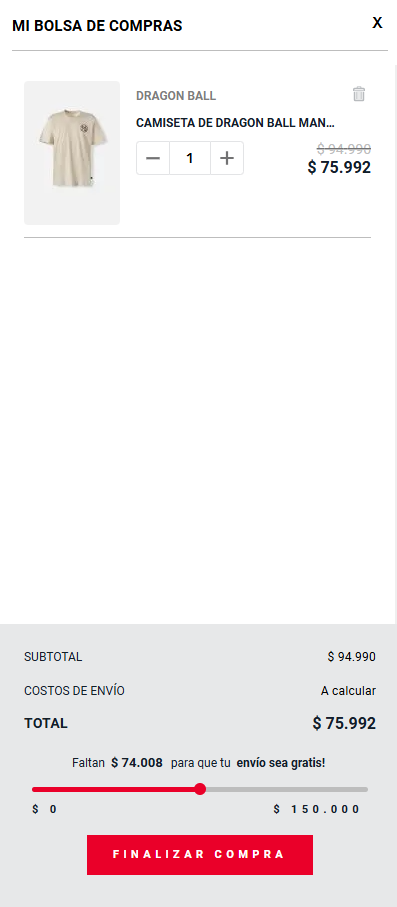 MI BOLSA DE COMPRAS X
DRAGON BALL
CAMISETA DE DRAGON BALL MAN...
1
$ 94.990
$ 75.992
SUBTOTAL $ 94.990
COSTOS DE ENVÍO A calcular
TOTAL $ 75.992
Faltan $ 74.008 para que tu envío sea gratis!
$ 0 $ 150.000
FINALIZAR COMPRA